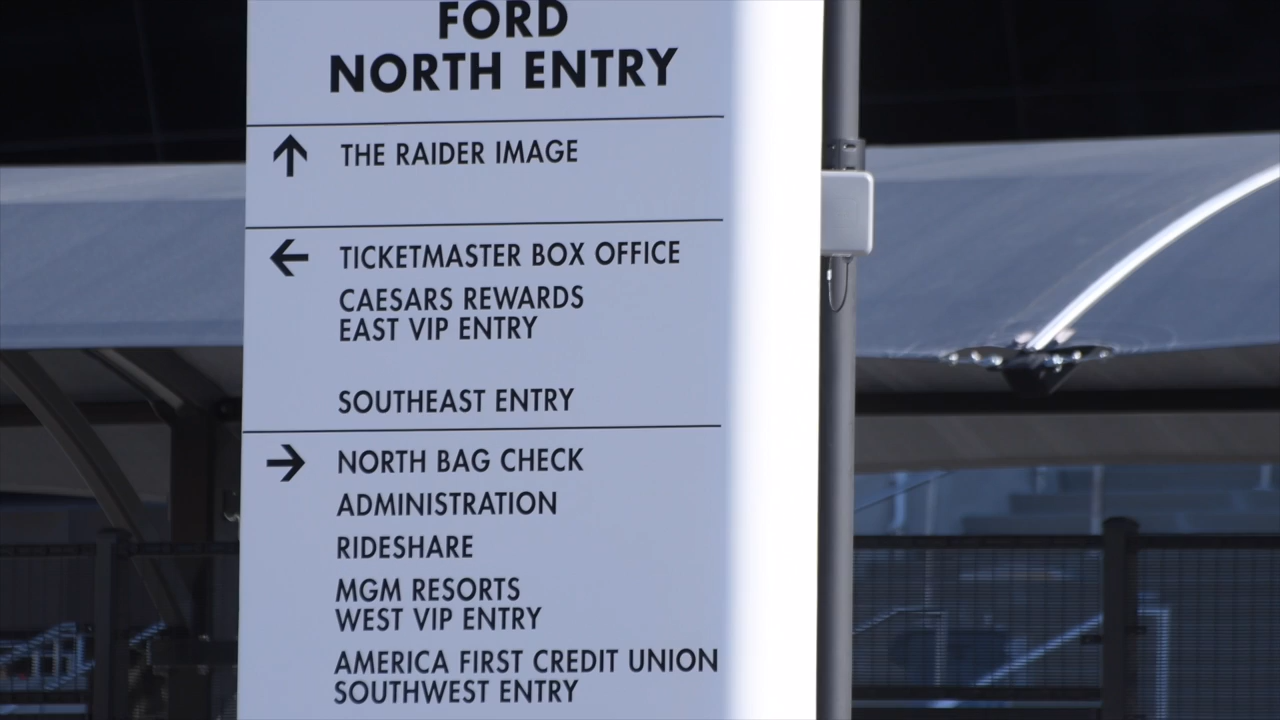 FORD
NORTH ENTRY
THE RAIDER IMAGE
TICKETMASTER BOX OFFICE
CAESARS REWARDS
EAST VIP ENTRY
SOUTHEAST ENTRY
NORTH BAG CHECK
ADMINISTRATION
RIDESHARE
MGM RESORTS
WEST VIP ENTRY
AMERICA FIRST CREDIT UNION
SOUTHWEST ENTRY